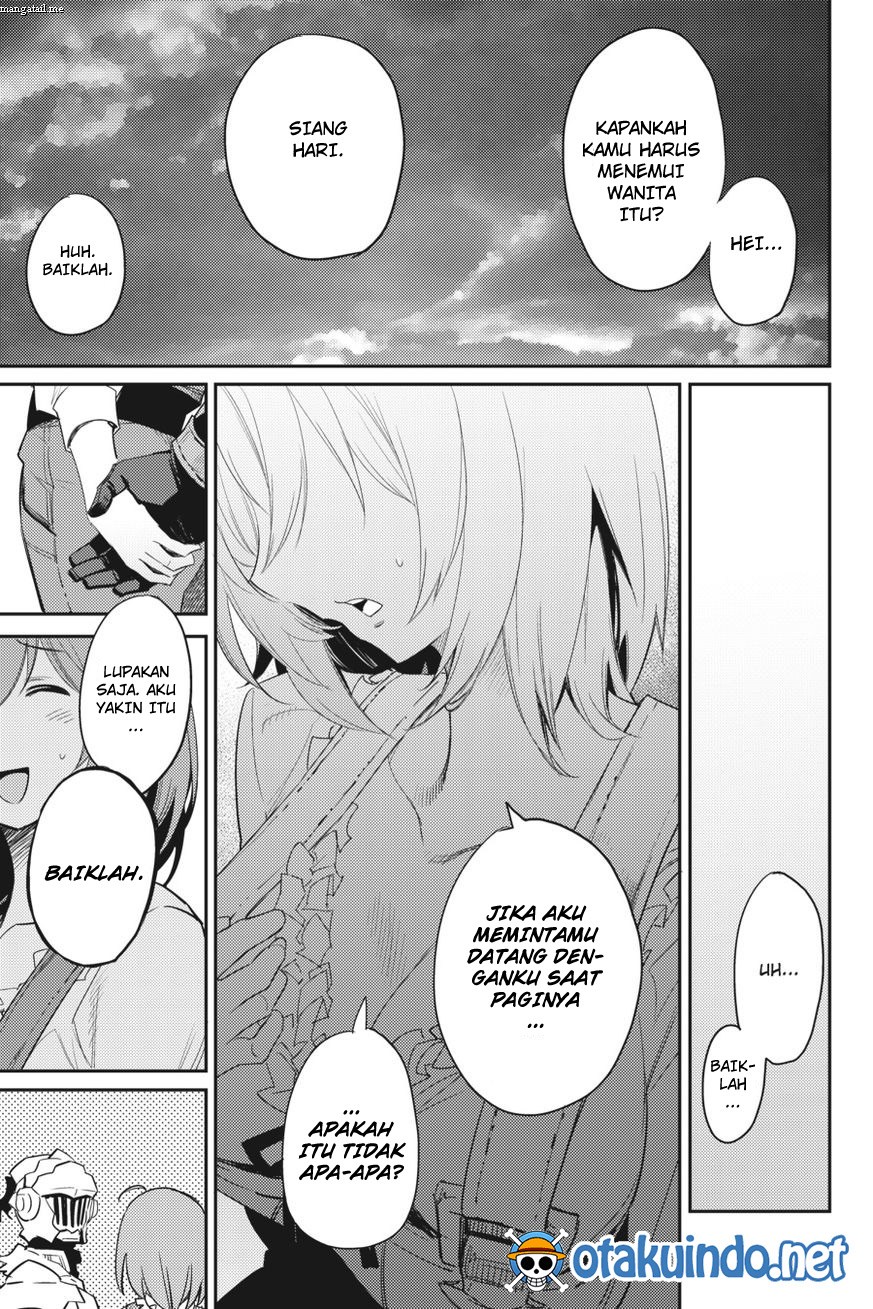 mangatail.me
HEI...
KAPANKAH
KAMU HARUS
MENEMUI
WANITA
ITU?
SIANG
HARI.
HUH.
BAIKLAH.
UH...
BAIK-
LAH
...
JIKA AKU
MEMINTAMU
DATANG DEN-
GANKU SAAT
PAGINYA
...
...
APAKAH
ITU TIDAK
APA-APA?
LUPAKAN
SAJA. AKU
YAKIN ITU
...
BAIKLAH.
otakuindo.net